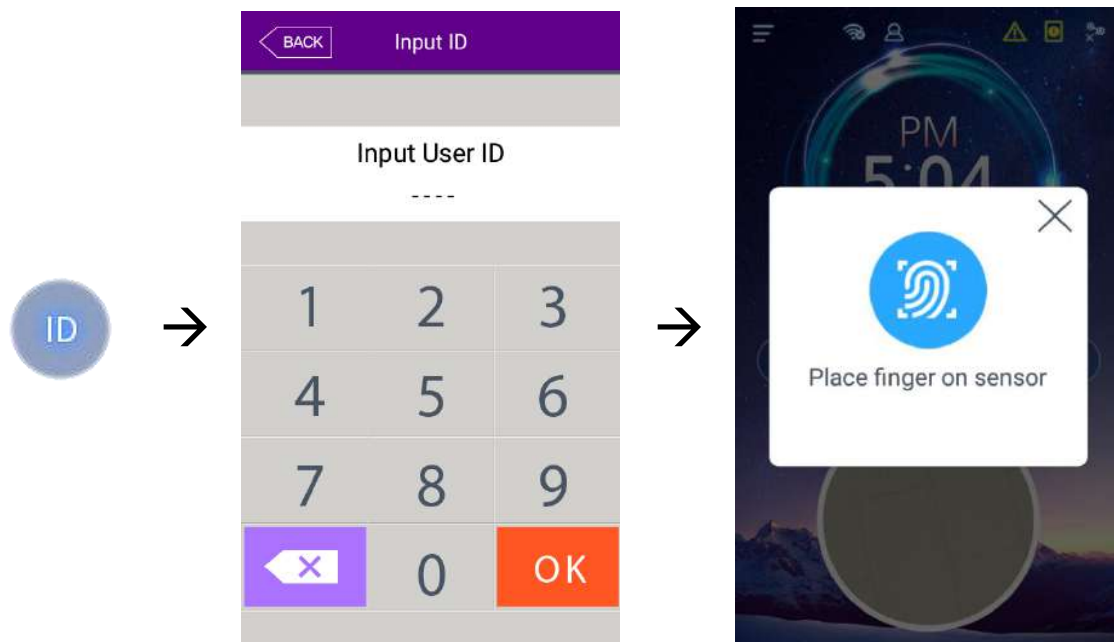 ID
BACK
Input ID
Input User ID
----
1 2 3
4 5 6
7 8 9
0 OK
PM
5:04
Place finger on sensor